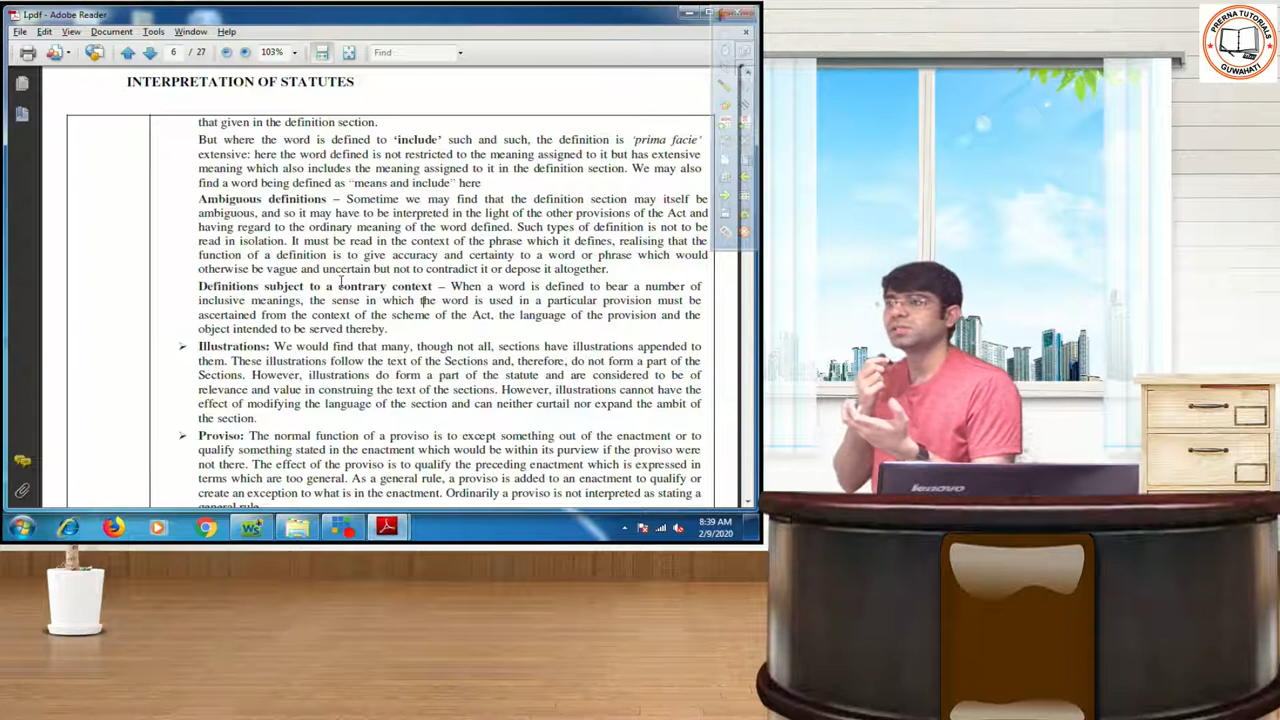 I.pdf - Adobe Reader
File Edit View Document Tools Window Help
6 / 27 103% Find
PRERNA TUTORIALS
GUWAHATI
INTERPRETATION OF STATUTES
that given in the definition section.
But where the word is defined to ‘include’ such and such, the definition is ‘prima facie’
extensive: here the word defined is not restricted to the meaning assigned to it but has extensive
meaning which also includes the meaning assigned to it in the definition section. We may also
find a word being defined as “means and include” here
Ambiguous definitions – Sometime we may find that the definition section may itself be
ambiguous, and so it may have to be interpreted in the light of the other provisions of the Act and
having regard to the ordinary meaning of the word defined. Such types of definition is not to be
read in isolation. It must be read in the context of the phrase which it defines, realising that the
function of a definition is to give accuracy and certainty to a word or phrase which would
otherwise be vague and uncertain but not to contradict it or depose it altogether.
Definitions subject to a contrary context – When a word is defined to bear a number of
inclusive meanings, the sense in which the word is used in a particular provision must be
ascertained from the context of the scheme of the Act, the language of the provision and the
object intended to be served thereby.
➢ Illustrations: We would find that many, though not all, sections have illustrations appended to
them. These illustrations follow the text of the Sections and, therefore, do not form a part of the
Sections. However, illustrations do form a part of the statute and are considered to be of
relevance and value in construing the text of the sections. However, illustrations cannot have the
effect of modifying the language of the section and can neither curtail nor expand the ambit of
the section.
➢ Proviso: The normal function of a proviso is to except something out of the enactment or to
qualify something stated in the enactment which would be within its purview if the proviso were
not there. The effect of the proviso is to qualify the preceding enactment which is expressed in
terms which are too general. As a general rule, a proviso is added to an enactment to qualify or
create an exception to what is in the enactment. Ordinarily a proviso is not interpreted as stating a
general rule.
lenovo
8:39 AM
2/9/2020